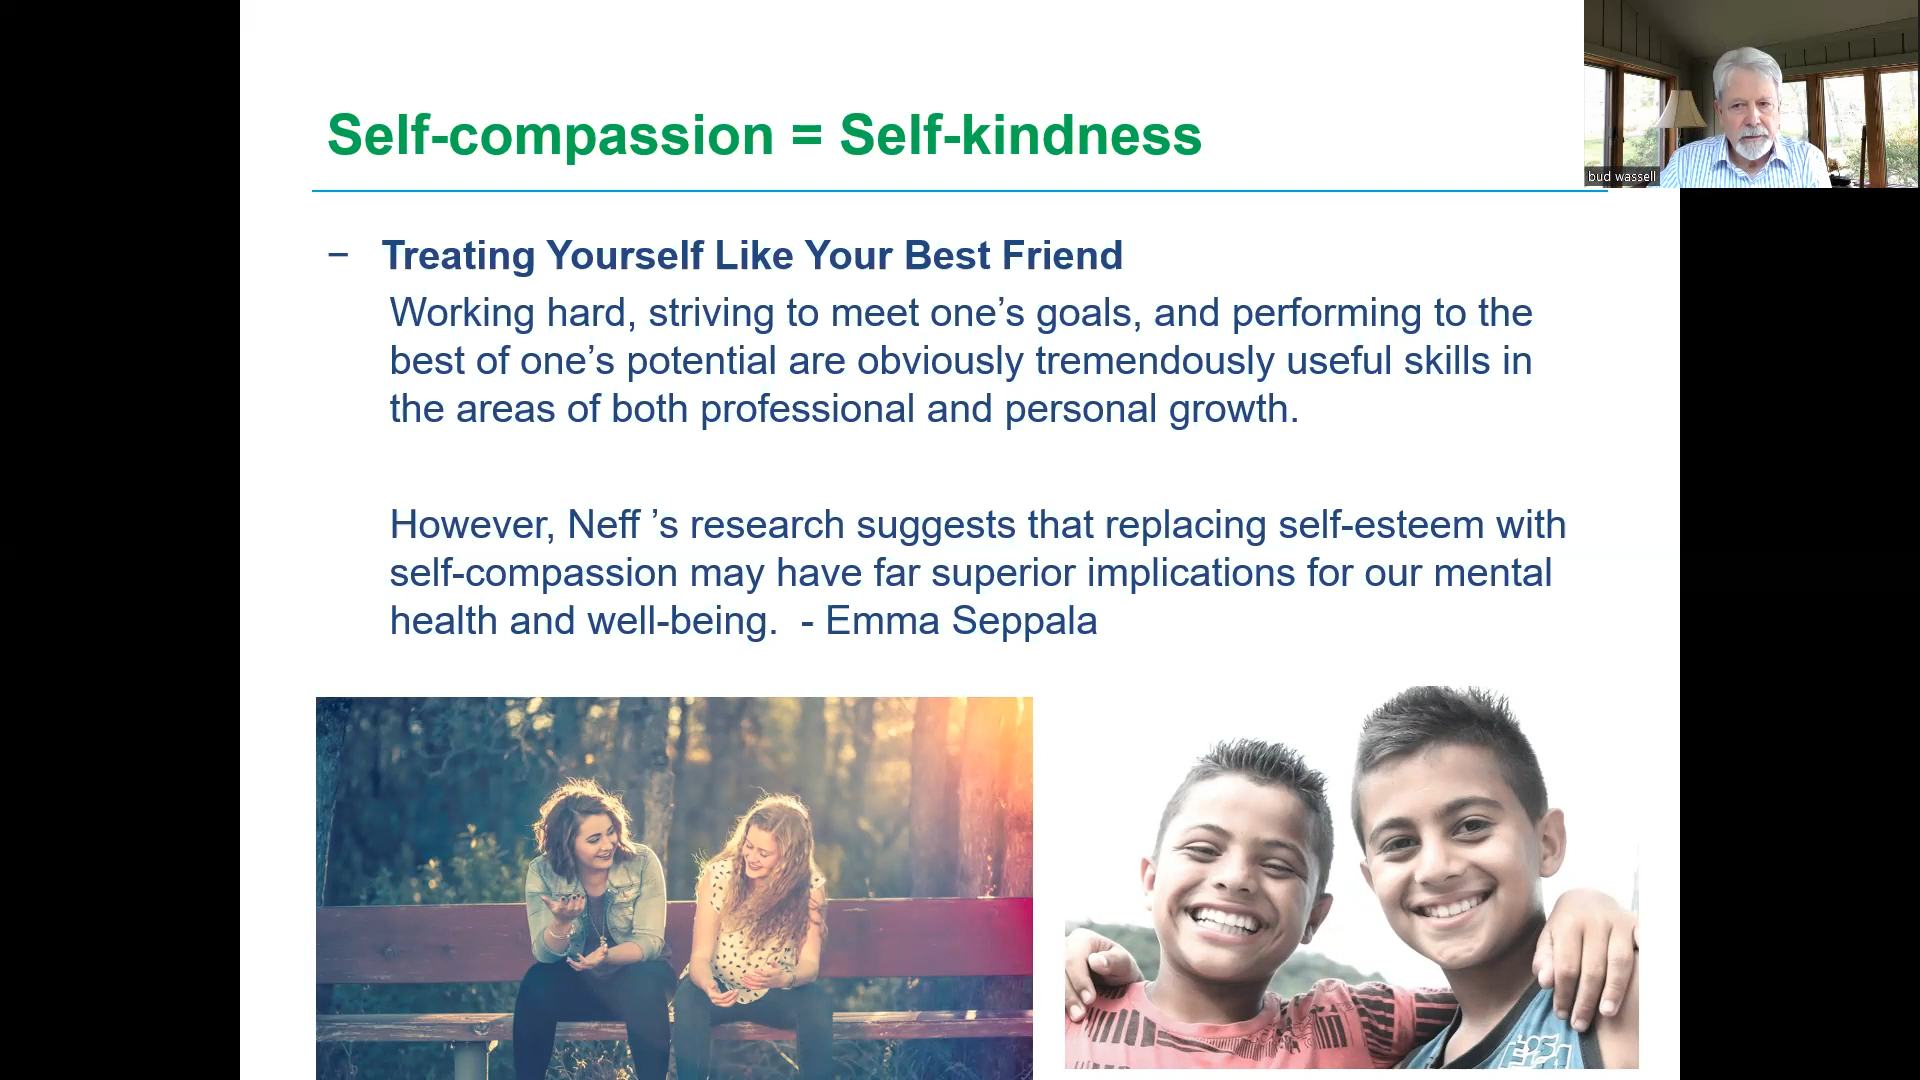 Self-compassion = Self-kindness
bud wassell
– Treating Yourself Like Your Best Friend
Working hard, striving to meet one’s goals, and performing to the
best of one’s potential are obviously tremendously useful skills in
the areas of both professional and personal growth.
However, Neff ’s research suggests that replacing self-esteem with
self-compassion may have far superior implications for our mental
health and well-being.  - Emma Seppala